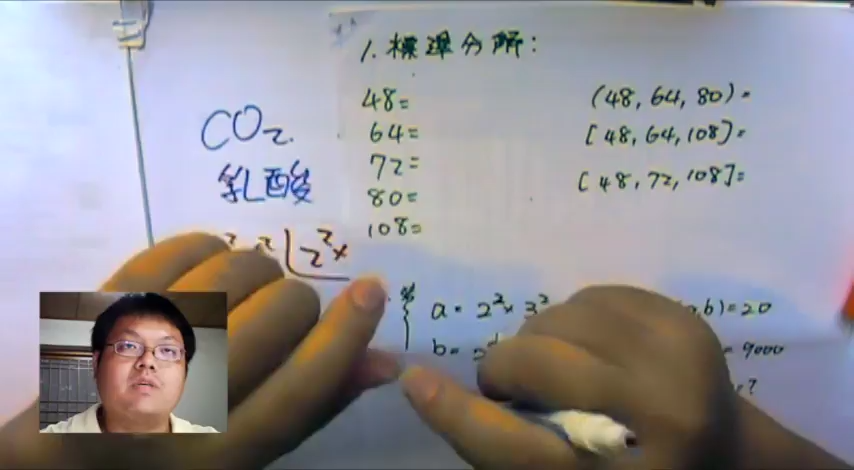 1. 標準分解:
48=
64=
72=
80=
108=
(48, 64, 80)=
[48, 64, 108]=
[48, 72, 108]=
CO₂
乳酸
2²×
a = 2²×3²
b)=20
b=
= 9000
= ?